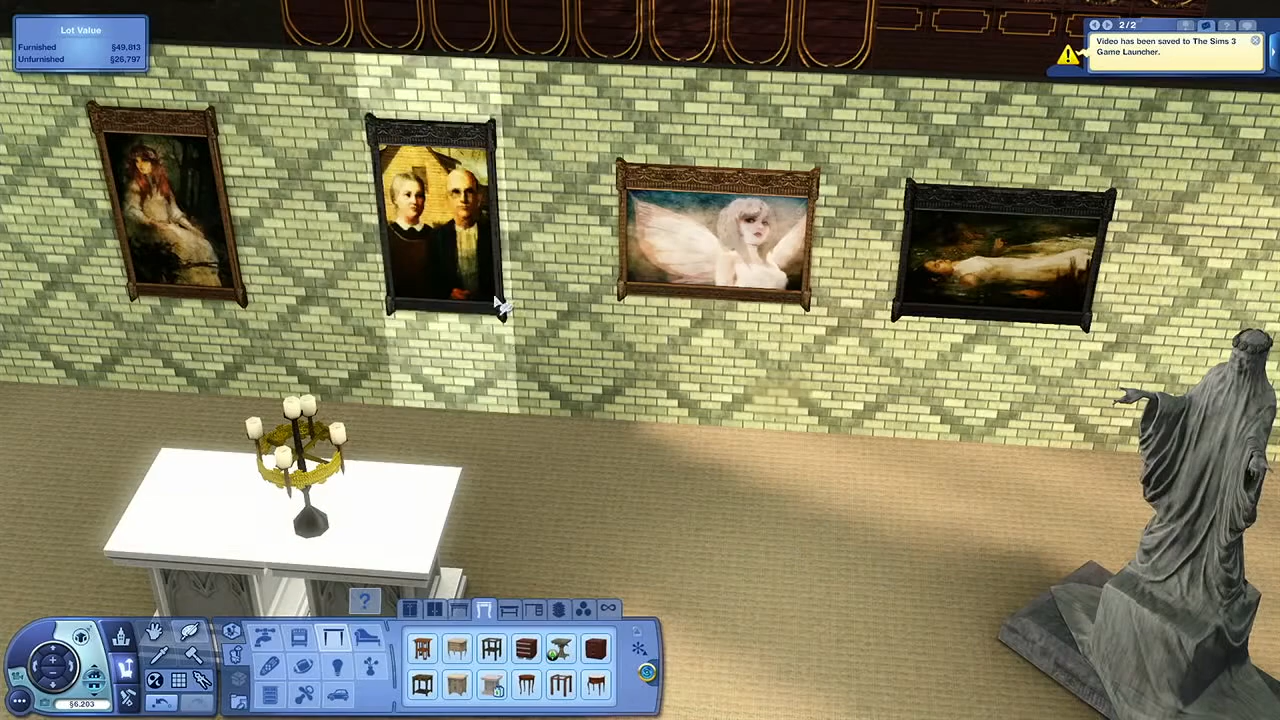 Lot Value
Furnished §49,813
Unfurnished §26,797
2/2
Video has been saved to The Sims 3
Game Launcher.
?
§6,203